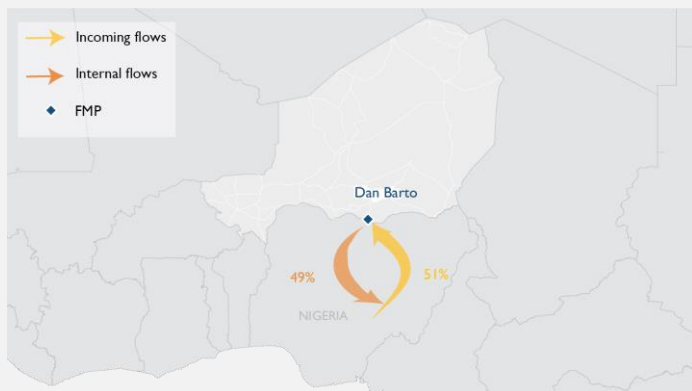 Incoming flows
Internal flows
FMP
Dan Barto
49%
51%
NIGERIA